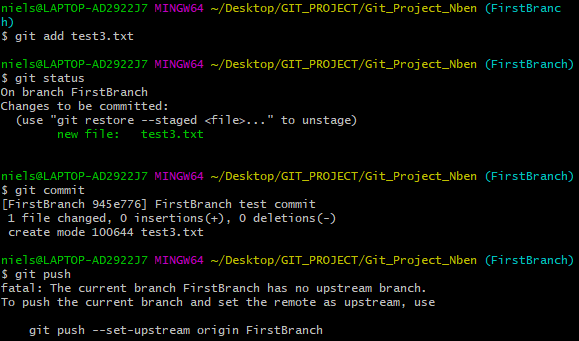 niels@LAPTOP-AD2922J7 MINGW64 ~/Desktop/GIT_PROJECT/Git_Project_Nben (FirstBranc
h)
$ git add test3.txt
niels@LAPTOP-AD2922J7 MINGW64 ~/Desktop/GIT_PROJECT/Git_Project_Nben (FirstBranch)
$ git status
On branch FirstBranch
Changes to be committed:
  (use "git restore --staged <file>..." to unstage)
        new file:   test3.txt
niels@LAPTOP-AD2922J7 MINGW64 ~/Desktop/GIT_PROJECT/Git_Project_Nben (FirstBranch)
$ git commit
[FirstBranch 945e776] FirstBranch test commit
 1 file changed, 0 insertions(+), 0 deletions(-)
 create mode 100644 test3.txt
niels@LAPTOP-AD2922J7 MINGW64 ~/Desktop/GIT_PROJECT/Git_Project_Nben (FirstBranch)
$ git push
fatal: The current branch FirstBranch has no upstream branch.
To push the current branch and set the remote as upstream, use
    git push --set-upstream origin FirstBranch